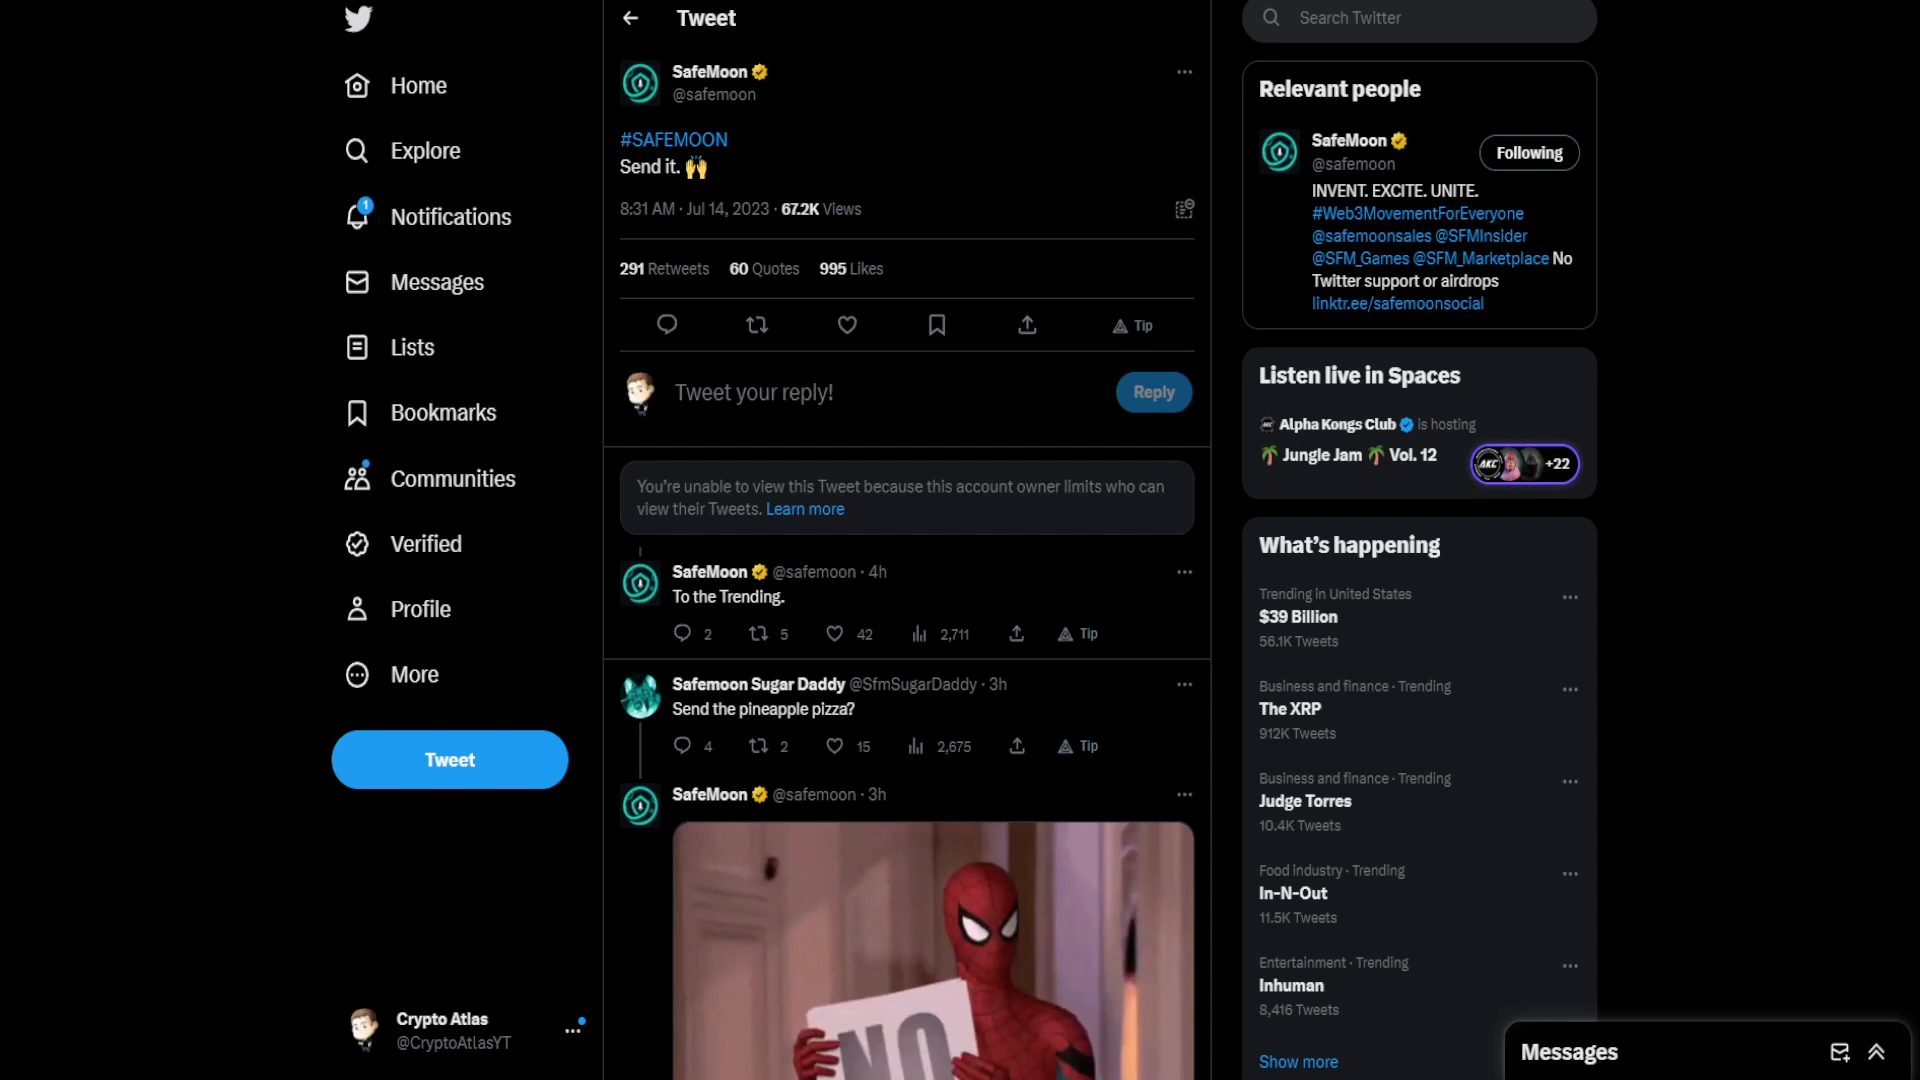 Home
Explore
1
Notifications
Messages
Lists
Bookmarks
Communities
Verified
Profile
More
Tweet
Crypto Atlas
@CryptoAtlasYT
Tweet
SafeMoon
@safemoon
#SAFEMOON
Send it. 🙌
8:31 AM · Jul 14, 2023 · 67.2K Views
291 Retweets 60 Quotes 995 Likes
Tip
Tweet your reply!
Reply
You're unable to view this Tweet because this account owner limits who can
view their Tweets. Learn more
SafeMoon @safemoon · 4h
To the Trending.
2 5 42 2,711 Tip
Safemoon Sugar Daddy @SfmSugarDaddy · 3h
Send the pineapple pizza?
4 2 15 2,675 Tip
SafeMoon @safemoon · 3h
NO
Search Twitter
Relevant people
SafeMoon
Following
@safemoon
INVENT. EXCITE. UNITE.
#Web3MovementForEveryone
@safemoonsales @SFMInsider
@SFM_Games @SFM_Marketplace No
Twitter support or airdrops
linktr.ee/safemoonsocial
Listen live in Spaces
AKC Alpha Kongs Club is hosting
🌴 Jungle Jam 🌴 Vol. 12
AKC +22
What's happening
Trending in United States
$39 Billion
56.1K Tweets
Business and finance · Trending
The XRP
912K Tweets
Business and finance · Trending
Judge Torres
10.4K Tweets
Food industry · Trending
In-N-Out
11.5K Tweets
Entertainment · Trending
Inhuman
8,416 Tweets
Show more
Messages